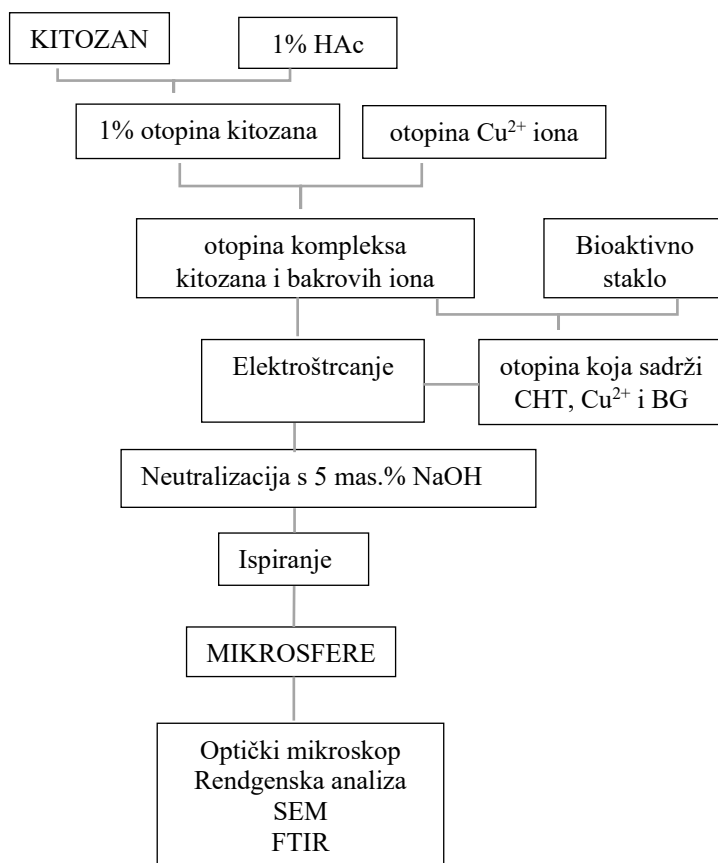 KITOZAN
1% HAc
1% otopina kitozana
otopina Cu²⁺ iona
otopina kompleksa
kitozana i bakrovih iona
Bioaktivno
staklo
Elektroštrcanje
otopina koja sadrži
CHT, Cu²⁺ i BG
Neutralizacija s 5 mas.% NaOH
Ispiranje
MIKROSFERE
Optički mikroskop
Rendgenska analiza
SEM
FTIR